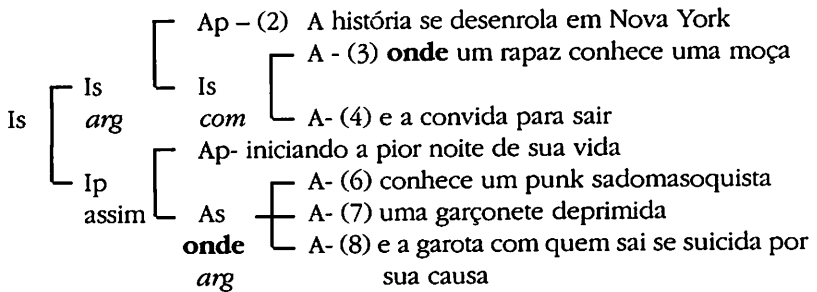 Ap – (2) A história se desenrola em Nova York
A - (3) onde um rapaz conhece uma moça
Is Is
Is arg com A- (4) e a convida para sair
Ap- iniciando a pior noite de sua vida
Ip A- (6) conhece um punk sadomasoquista
assim As A- (7) uma garçonete deprimida
onde A- (8) e a garota com quem sai se suicida por
arg sua causa